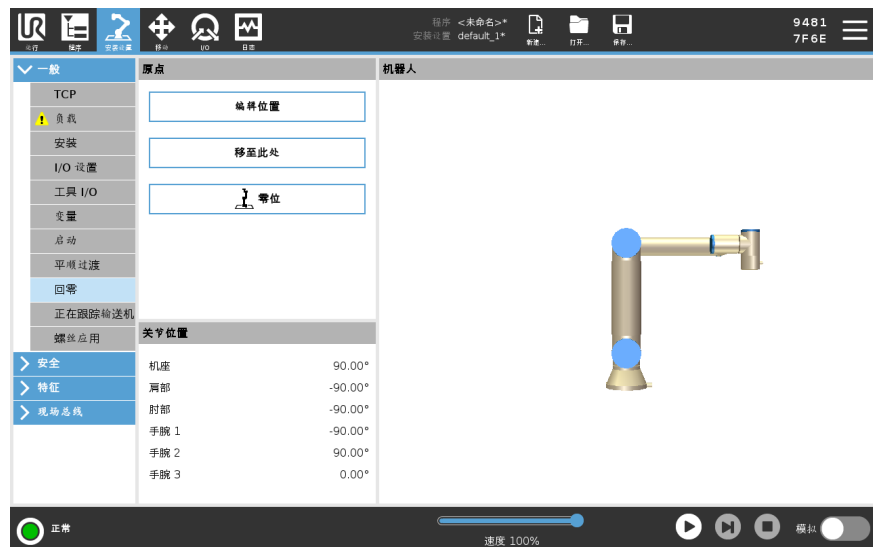 UR
运行
程序
安装设置
移动
I/O
日志
程序 <未命名>*
安装设置 default_1*
新建...
打开...
保存...
9481
7F6E
一般
TCP
负载
安装
I/O 设置
工具 I/O
变量
启动
平顺过渡
回零
正在跟踪输送机
螺丝应用
安全
特征
现场总线
原点
编辑位置
移至此处
零位
关节位置
机座 90.00°
肩部 -90.00°
肘部 -90.00°
手腕 1 -90.00°
手腕 2 90.00°
手腕 3 0.00°
机器人
正常
速度 100%
模拟